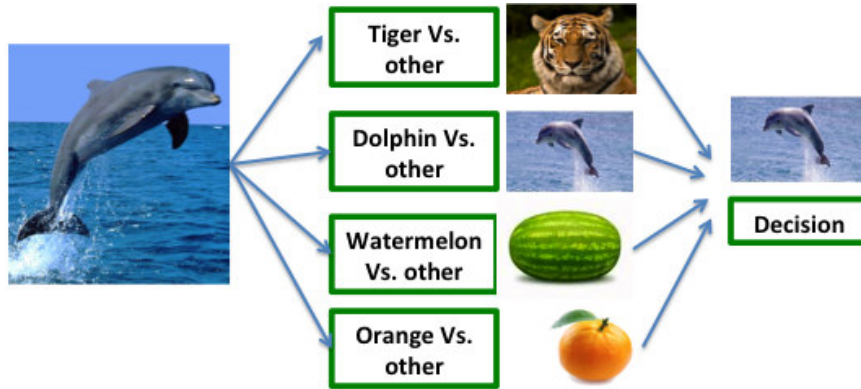 Tiger Vs.
other
Dolphin Vs.
other
Watermelon
Vs. other
Orange Vs.
other
Decision